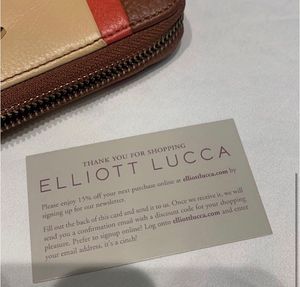 THANK YOU FOR SHOPPING
ELLIOTT LUCCA
Please enjoy 15% off your next purchase online at elliottlucca.com by
signing up for our newsletter.
Fill out the back of this card and send it to us. Once we receive it, we will
send you a confirmation email with a discount code for your shopping
pleasure. Prefer to signup online? Log onto elliottlucca.com and enter
your email address, it's a cinch!